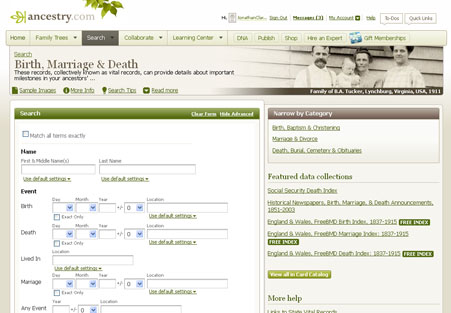 ancestry.com
Hi, JonathanClar... Sign Out Messages (3) My Account Help To-Dos Quick Links
Home Family Trees Search Collaborate Learning Center DNA Publish Shop Hire an Expert Gift Memberships
Search
Birth, Marriage & Death
These records, collectively known as vital records, can provide details about important
milestones in your ancestors' ...
Sample Images More Info Search Tips Read more
Family of B.A. Tucker, Lynchburg, Virginia, USA, 1911
Search Clear Form Hide Advanced
Match all terms exactly
Name
First & Middle Name(s) Last Name
Use default settings Use default settings
Event
Day Month Year Location
Birth +/- 0
Exact Only Use default settings
Day Month Year Location
Death +/- 0
Exact Only Use default settings
Location
Lived In
Use default settings
Day Month Year Location
Marriage +/- 0
Exact Only Use default settings
Year Location
Any Event +/- 0
Narrow by Category
Birth, Baptism & Christening
Marriage & Divorce
Death, Burial, Cemetery & Obituaries
Featured data collections
Social Security Death Index
Historical Newspapers, Birth, Marriage, & Death Announcements,
1851-2003
England & Wales, FreeBMD Birth Index, 1837-1915 FREE INDEX
England & Wales, FreeBMD Marriage Index: 1837-1915
FREE INDEX
England & Wales, FreeBMD Death Index: 1837-1915 FREE INDEX
View all in Card Catalog
More help
Links to State Vital Records